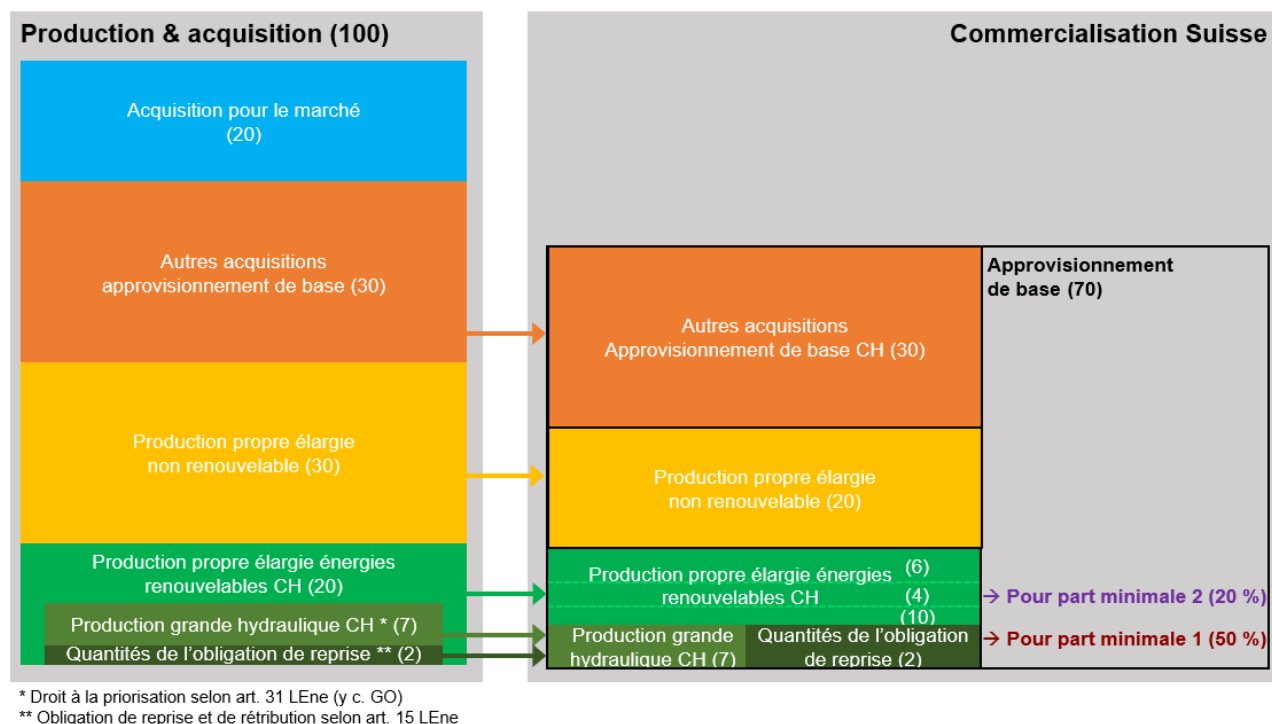 Production & acquisition (100)
Acquisition pour le marché
(20)
Autres acquisitions
approvisionnement de base (30)
Production propre élargie
non renouvelable (30)
Production propre élargie énergies
renouvelables CH (20)
Production grande hydraulique CH * (7)
Quantités de l'obligation de reprise ** (2)
Commercialisation Suisse
Approvisionnement
de base (70)
Autres acquisitions
Approvisionnement de base CH (30)
Production propre élargie
non renouvelable (20)
Production propre élargie énergies (6)
renouvelables CH (4)
(10)
→ Pour part minimale 2 (20 %)
Production grande
hydraulique CH (7)
Quantités de l'obligation
de reprise (2)
→ Pour part minimale 1 (50 %)
* Droit à la priorisation selon art. 31 LEne (y c. GO)
** Obligation de reprise et de rétribution selon art. 15 LEne